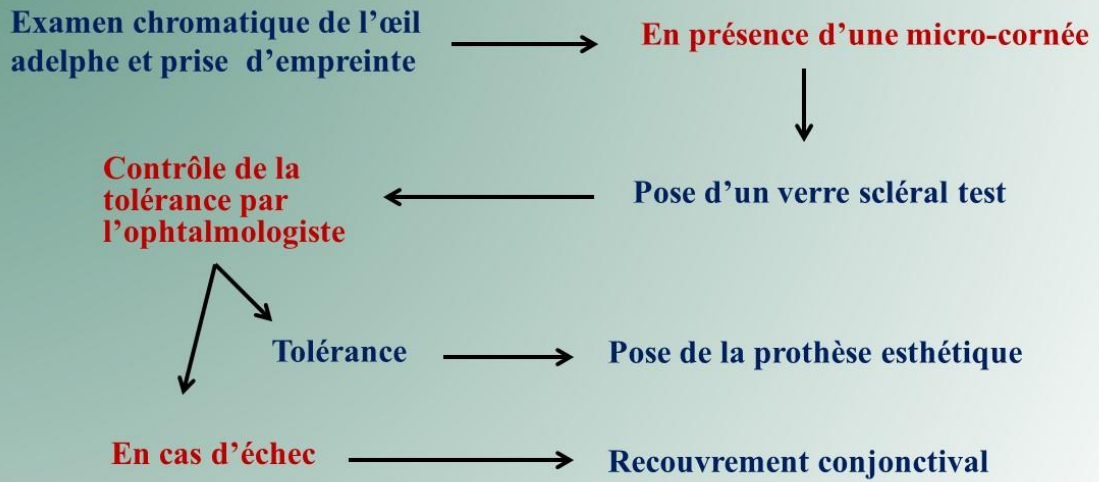 Examen chromatique de l’œil
adelphe et prise d’empreinte
En présence d’une micro-cornée
Contrôle de la
tolérance par
l’ophtalmologiste
Pose d’un verre scléral test
Tolérance
Pose de la prothèse esthétique
En cas d’échec
Recouvrement conjonctival